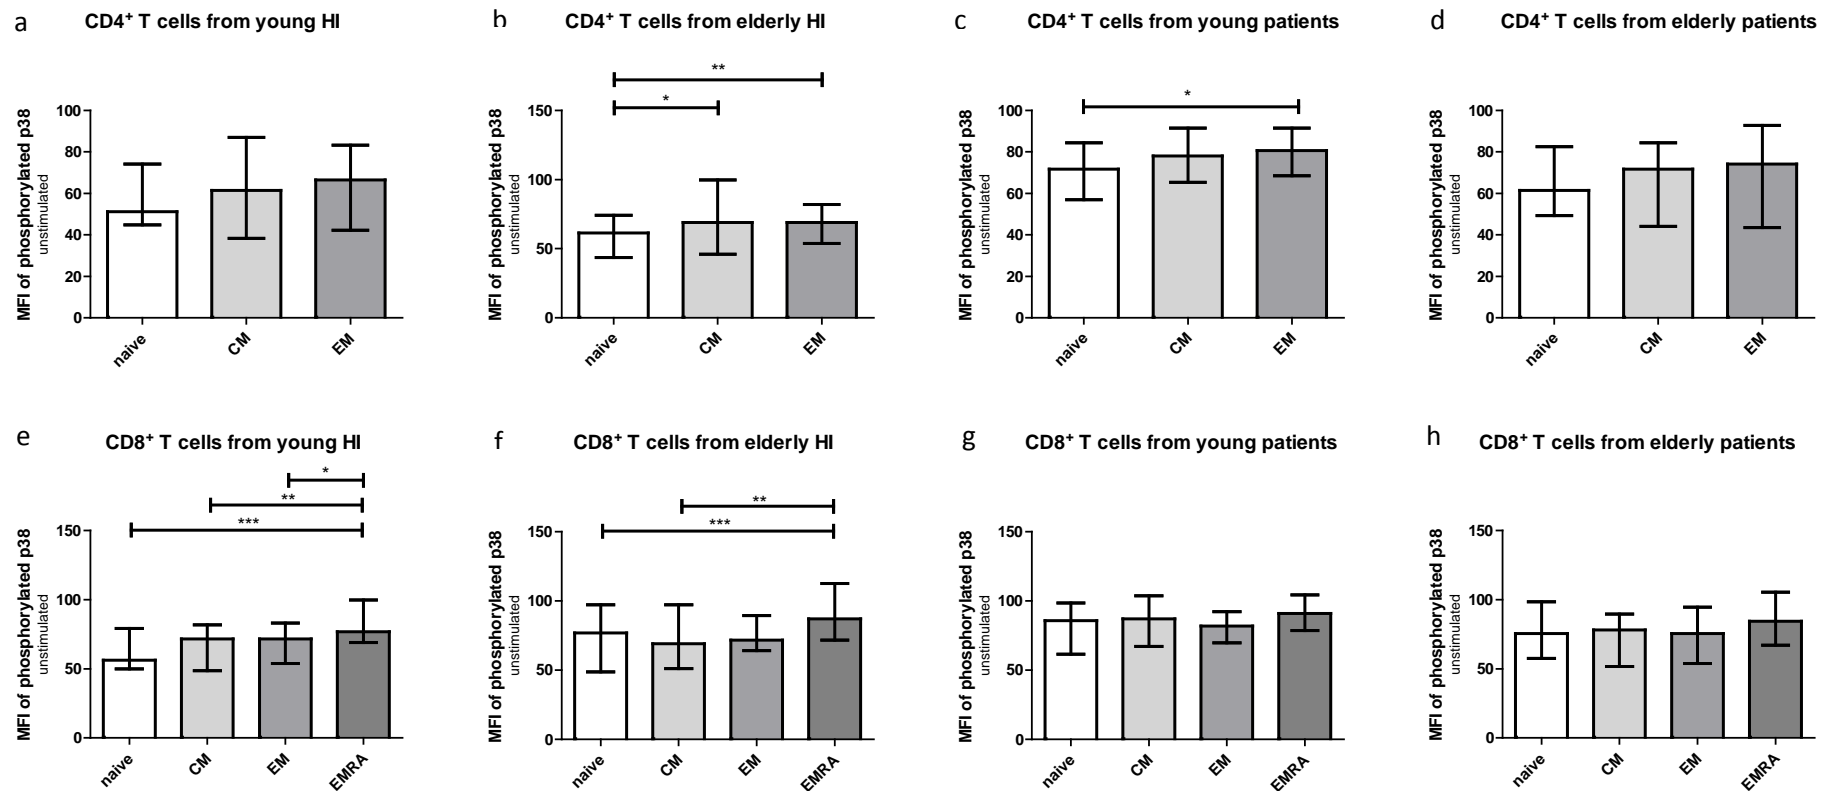 a
CD4+ T cells from young HI
MFI of phosphorylated p38
unstimulated
100
80
60
40
20
0
naive
CM
EM
b
CD4+ T cells from elderly HI
**
*
MFI of phosphorylated p38
unstimulated
150
100
50
0
naive
CM
EM
c
CD4+ T cells from young patients
*
MFI of phosphorylated p38
unstimulated
100
80
60
40
20
0
naive
CM
EM
d
CD4+ T cells from elderly patients
MFI of phosphorylated p38
unstimulated
100
80
60
40
20
0
naive
CM
EM
e
CD8+ T cells from young HI
*
**
***
MFI of phosphorylated p38
unstimulated
150
100
50
0
naive
CM
EM
EMRA
f
CD8+ T cells from elderly HI
**
***
MFI of phosphorylated p38
unstimulated
150
100
50
0
naive
CM
EM
EMRA
g
CD8+ T cells from young patients
MFI of phosphorylated p38
unstimulated
150
100
50
0
naive
CM
EM
EMRA
h
CD8+ T cells from elderly patients
MFI of phosphorylated p38
unstimulated
150
100
50
0
naive
CM
EM
EMRA